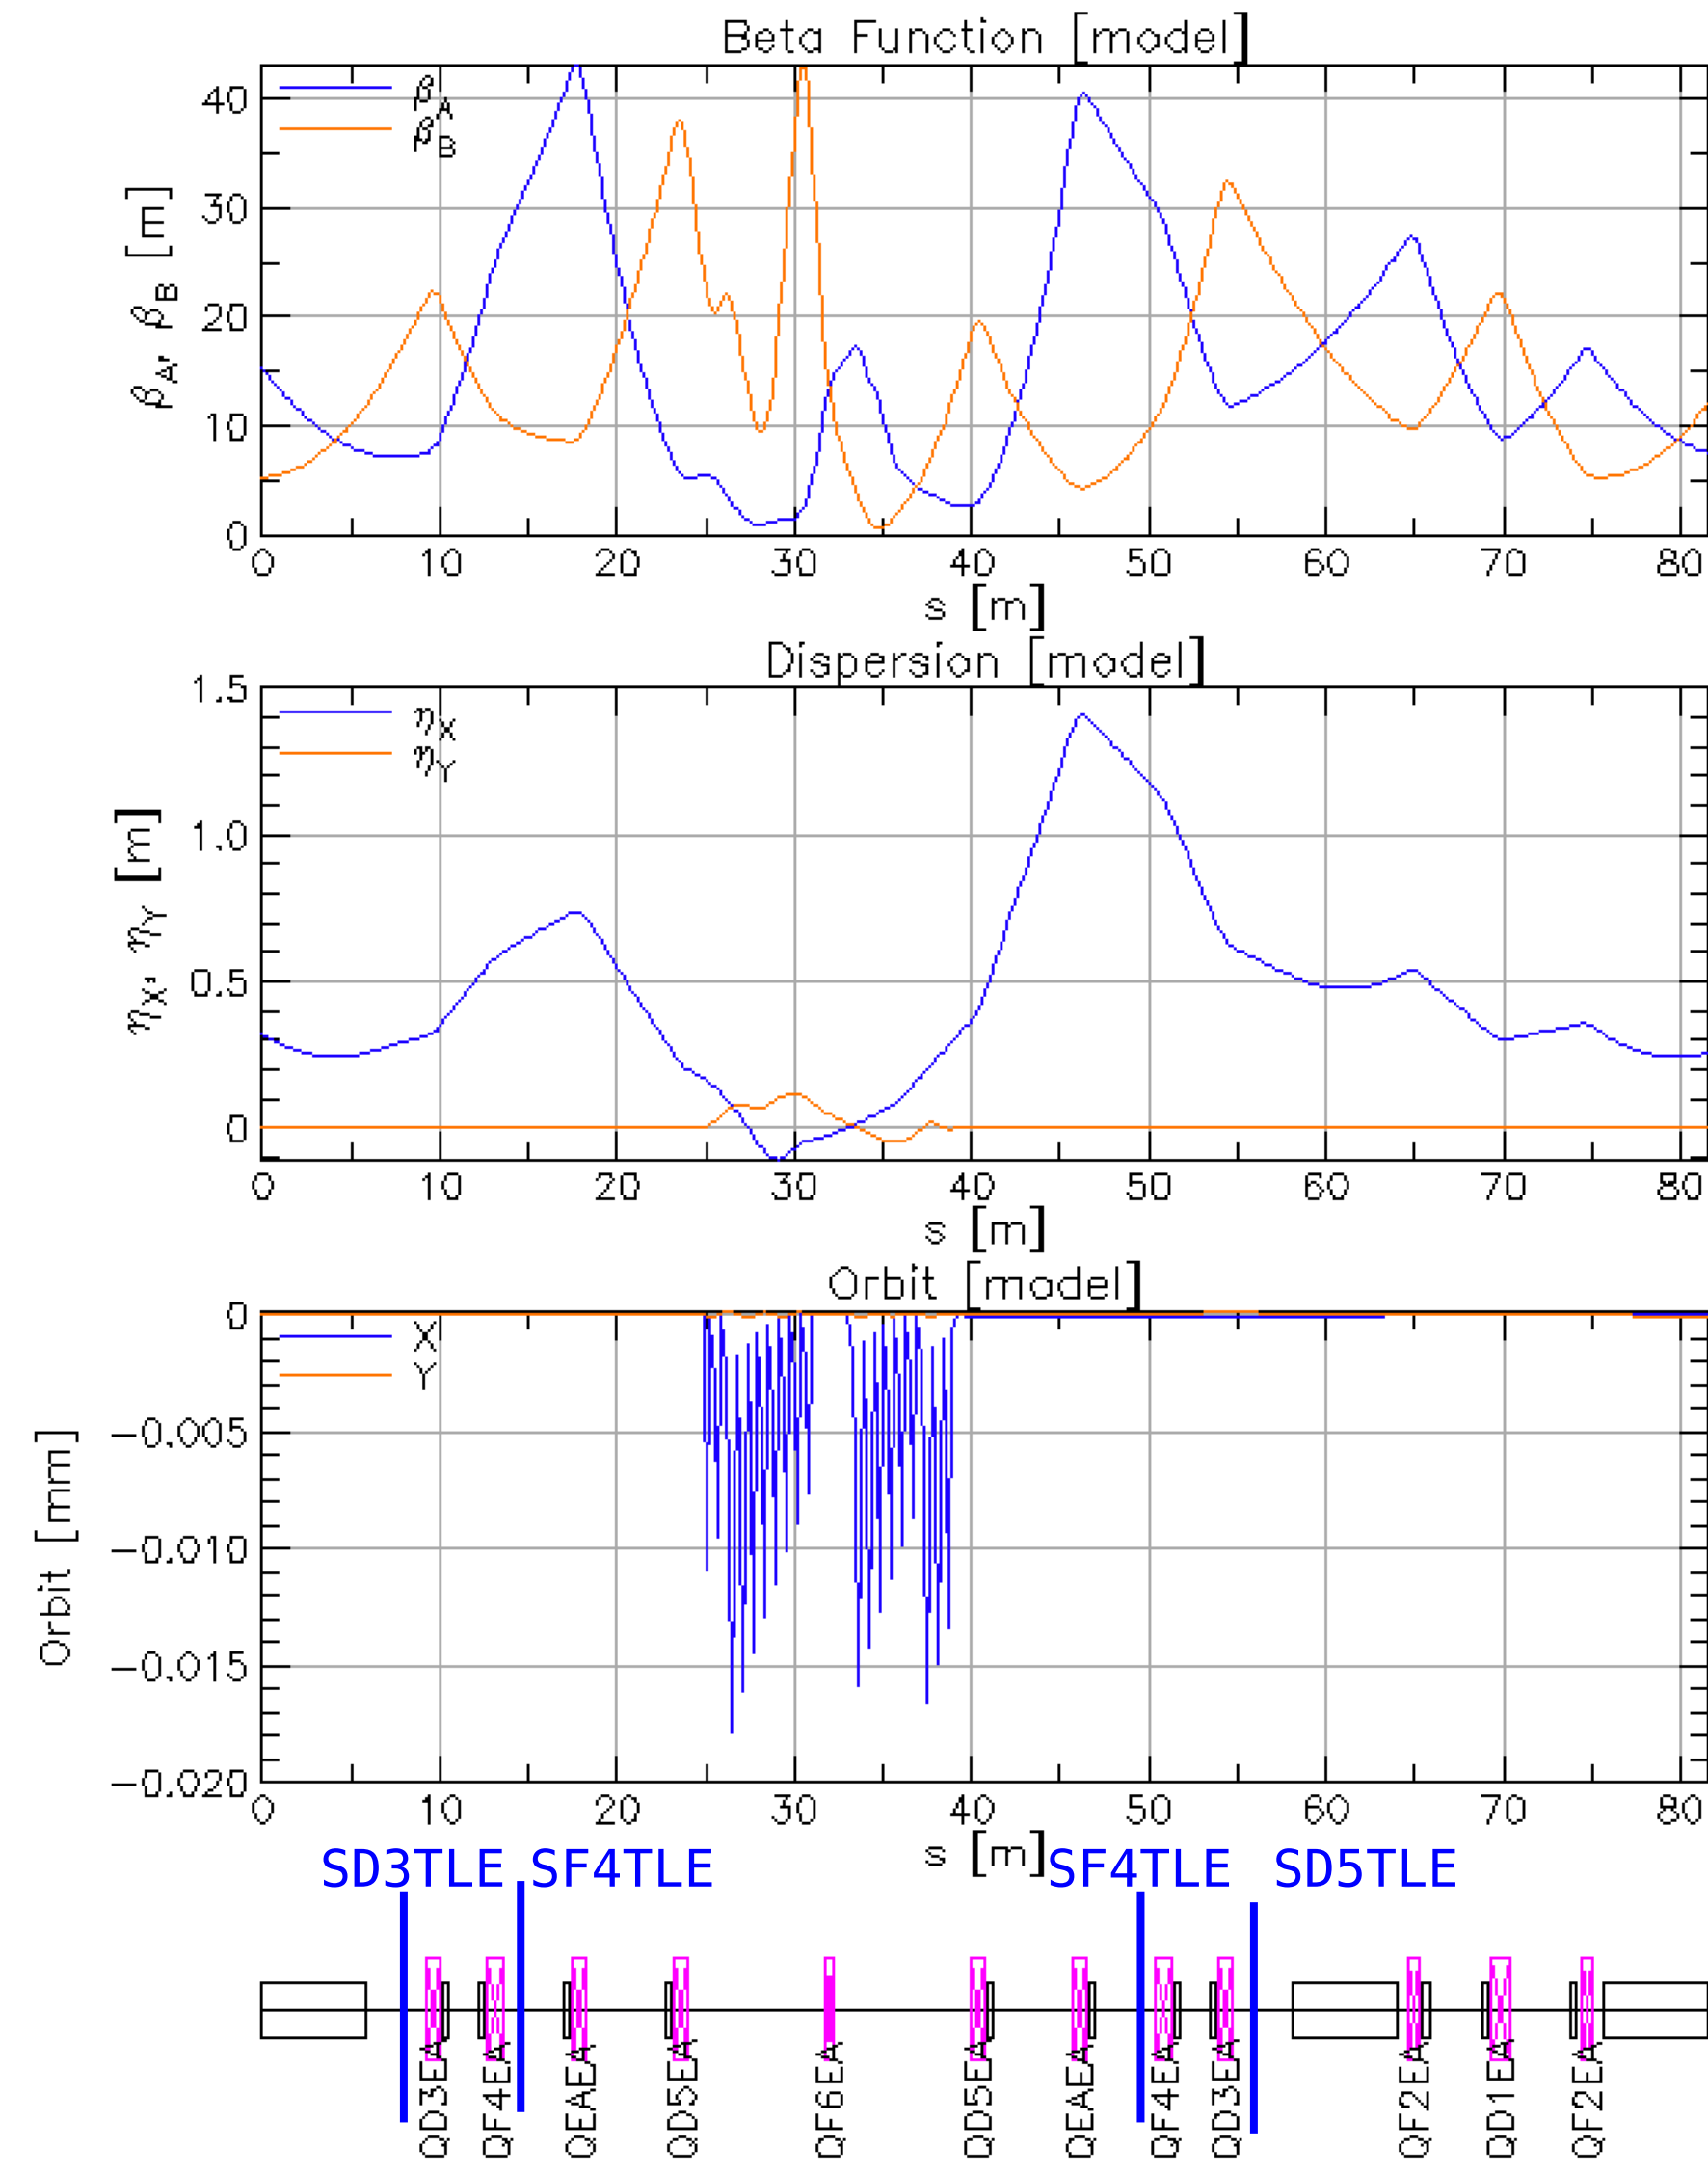 Beta Function [model]
β_A
β_B
β_A, β_B [m]
40
30
20
10
0
0 10 20 30 40 50 60 70 80
s [m]
Dispersion [model]
η_X
η_Y
η_X, η_Y [m]
1.5
1.0
0.5
0
0 10 20 30 40 50 60 70 80
s [m]
Orbit [model]
X
Y
Orbit [mm]
0
−0.005
−0.010
−0.015
−0.020
0 10 20 30 40 50 60 70 80
s [m]
SD3TLE SF4TLE SF4TLE SD5TLE
QD3EA QF4EA QEAEA QD5EA QF6EA QD5EA QEAEA QF4EA QD3EA QF2EA QD1EA QF2EA